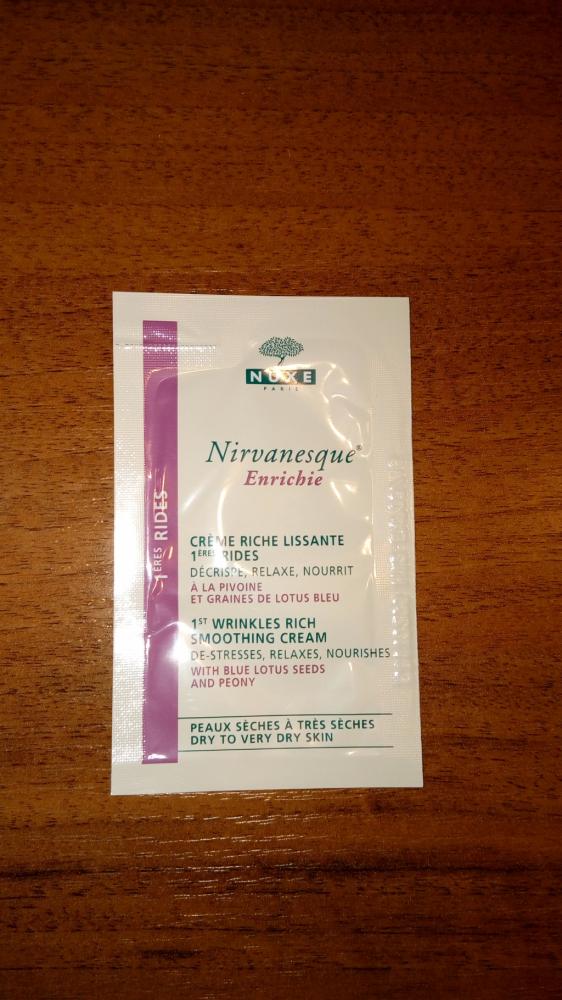 NUXE
PARIS
Nirvanesque®
Enrichie
1ÈRES RIDES
CRÈME RICHE LISSANTE
1ÈRES RIDES
DÉCRISPE, RELAXE, NOURRIT
À LA PIVOINE
ET GRAINES DE LOTUS BLEU
1ST WRINKLES RICH
SMOOTHING CREAM
DE-STRESSES, RELAXES, NOURISHES
WITH BLUE LOTUS SEEDS
AND PEONY
PEAUX SÈCHES À TRÈS SÈCHES
DRY TO VERY DRY SKIN